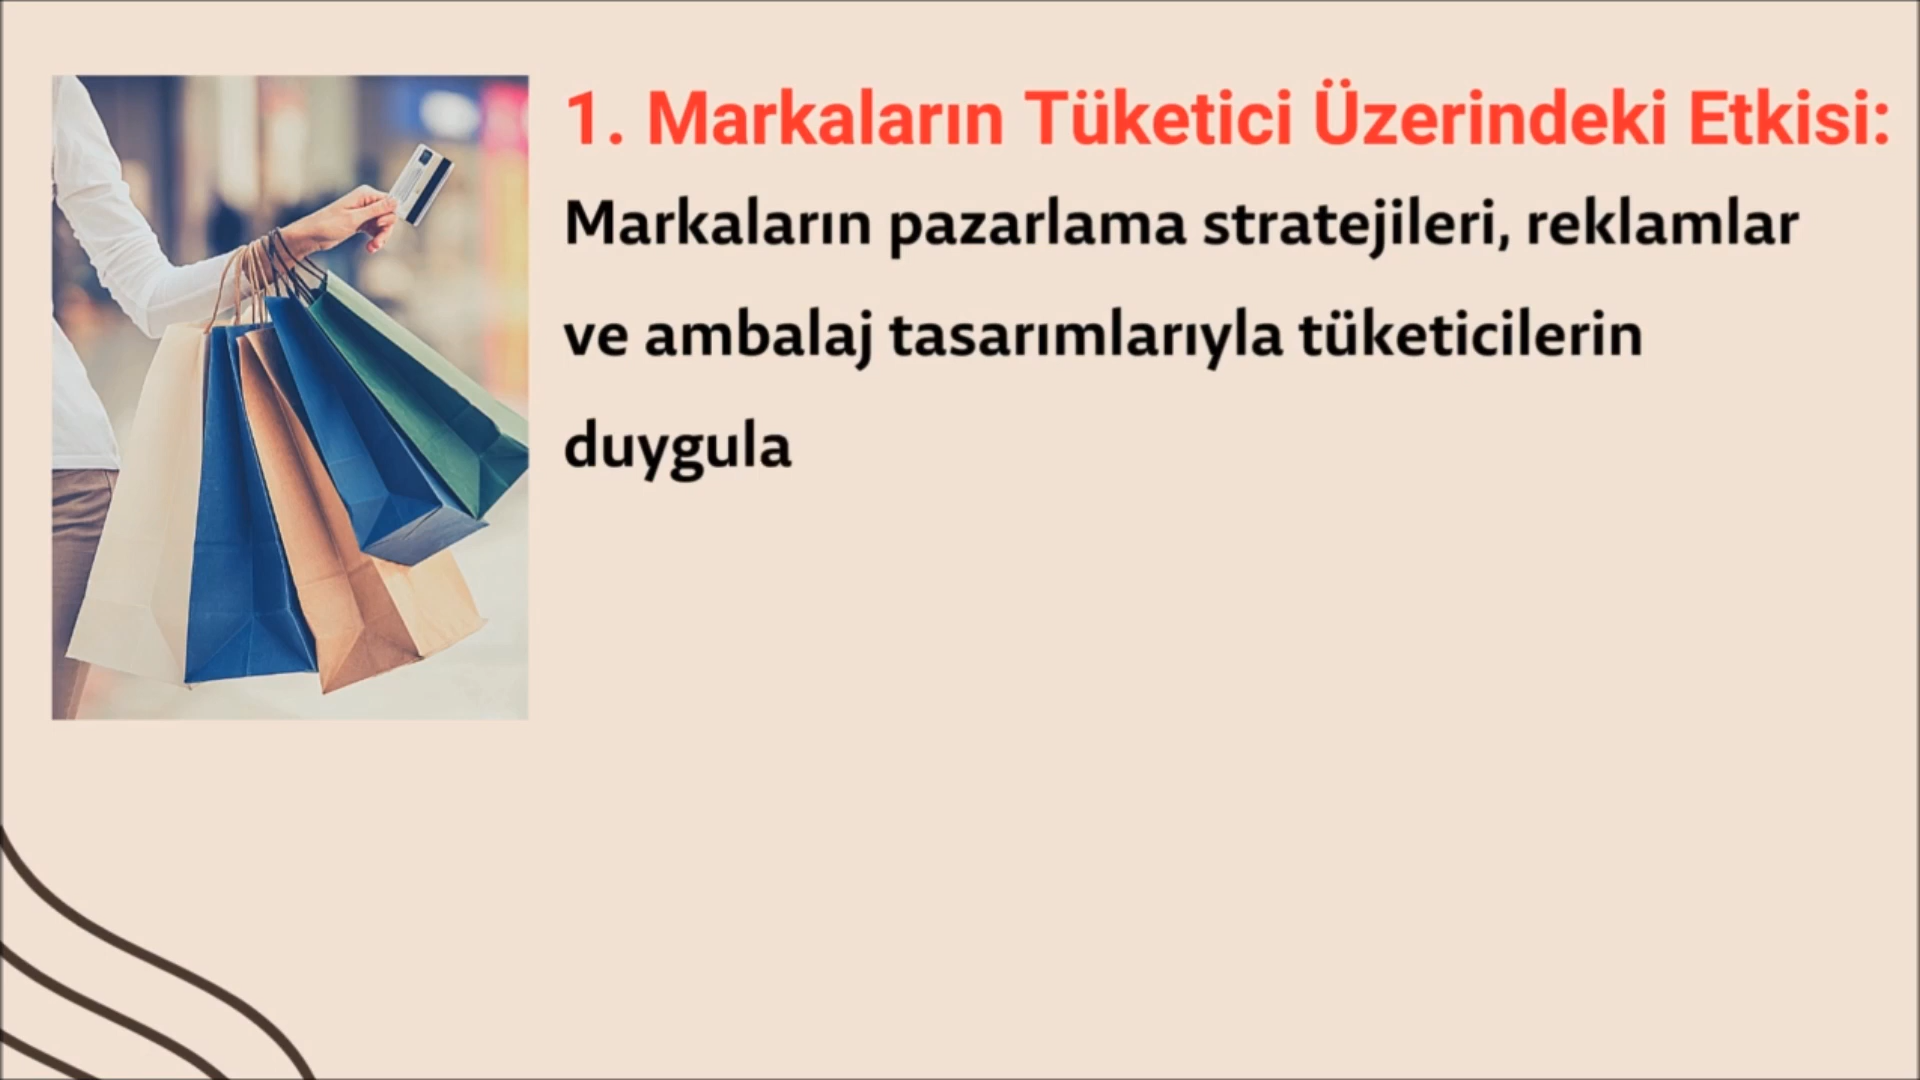 1. Markaların Tüketici Üzerindeki Etkisi:
Markaların pazarlama stratejileri, reklamlar
ve ambalaj tasarımlarıyla tüketicilerin
duygula